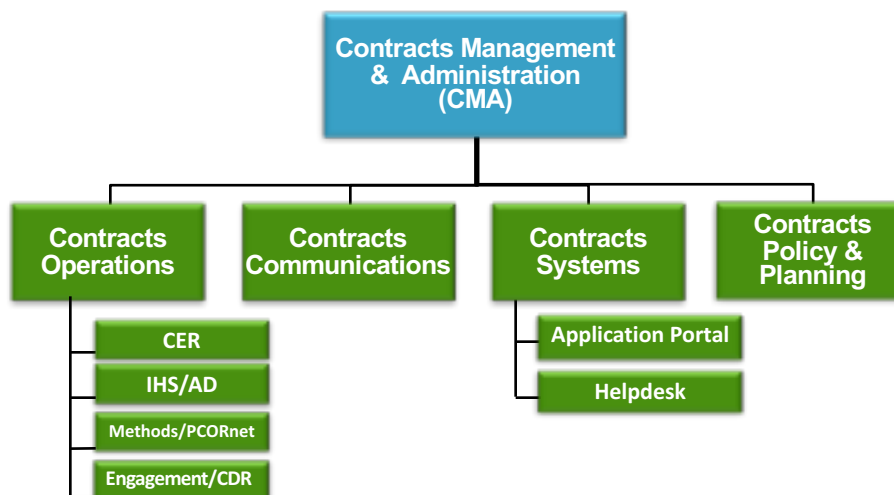 Contracts Management
& Administration
(CMA)
Contracts
Operations
Contracts
Communications
Contracts
Systems
Contracts
Policy &
Planning
CER
IHS/AD
Methods/PCORnet
Engagement/CDR
Application Portal
Helpdesk